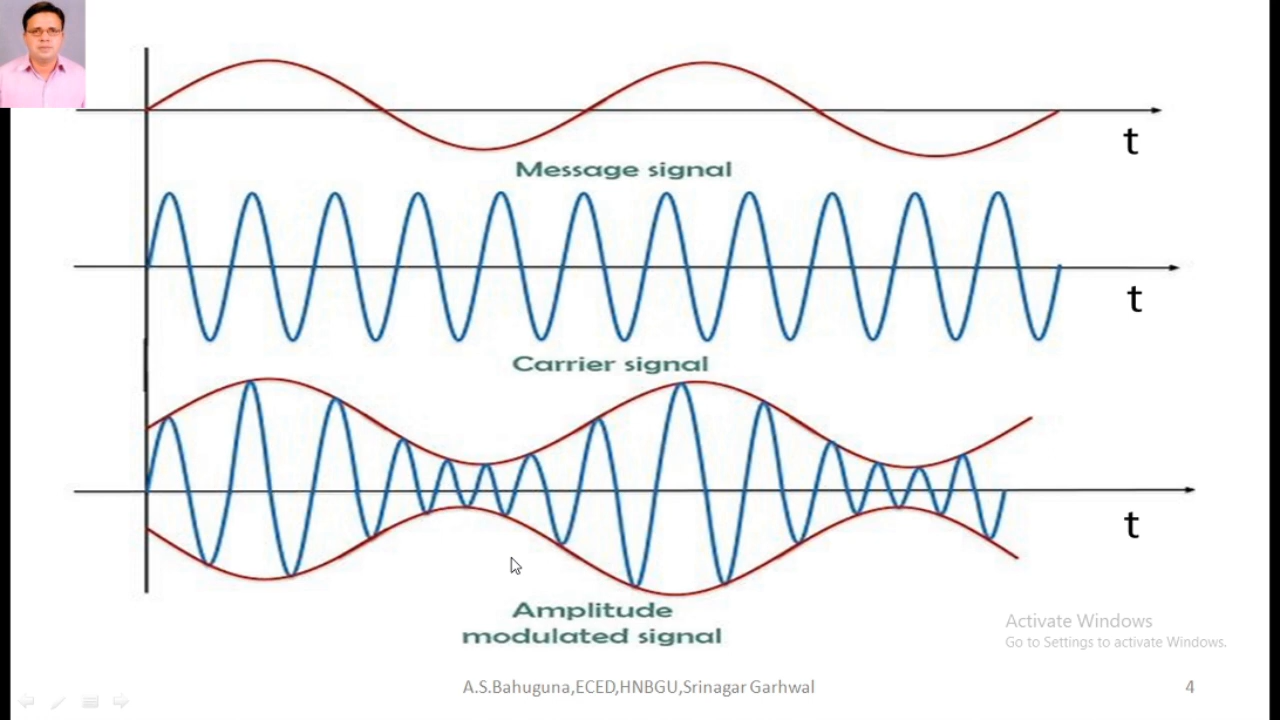 t
Message signal
t
Carrier signal
t
Amplitude
modulated signal
Activate Windows
Go to Settings to activate Windows.
A.S.Bahuguna,ECED,HNBGU,Srinagar Garhwal
4